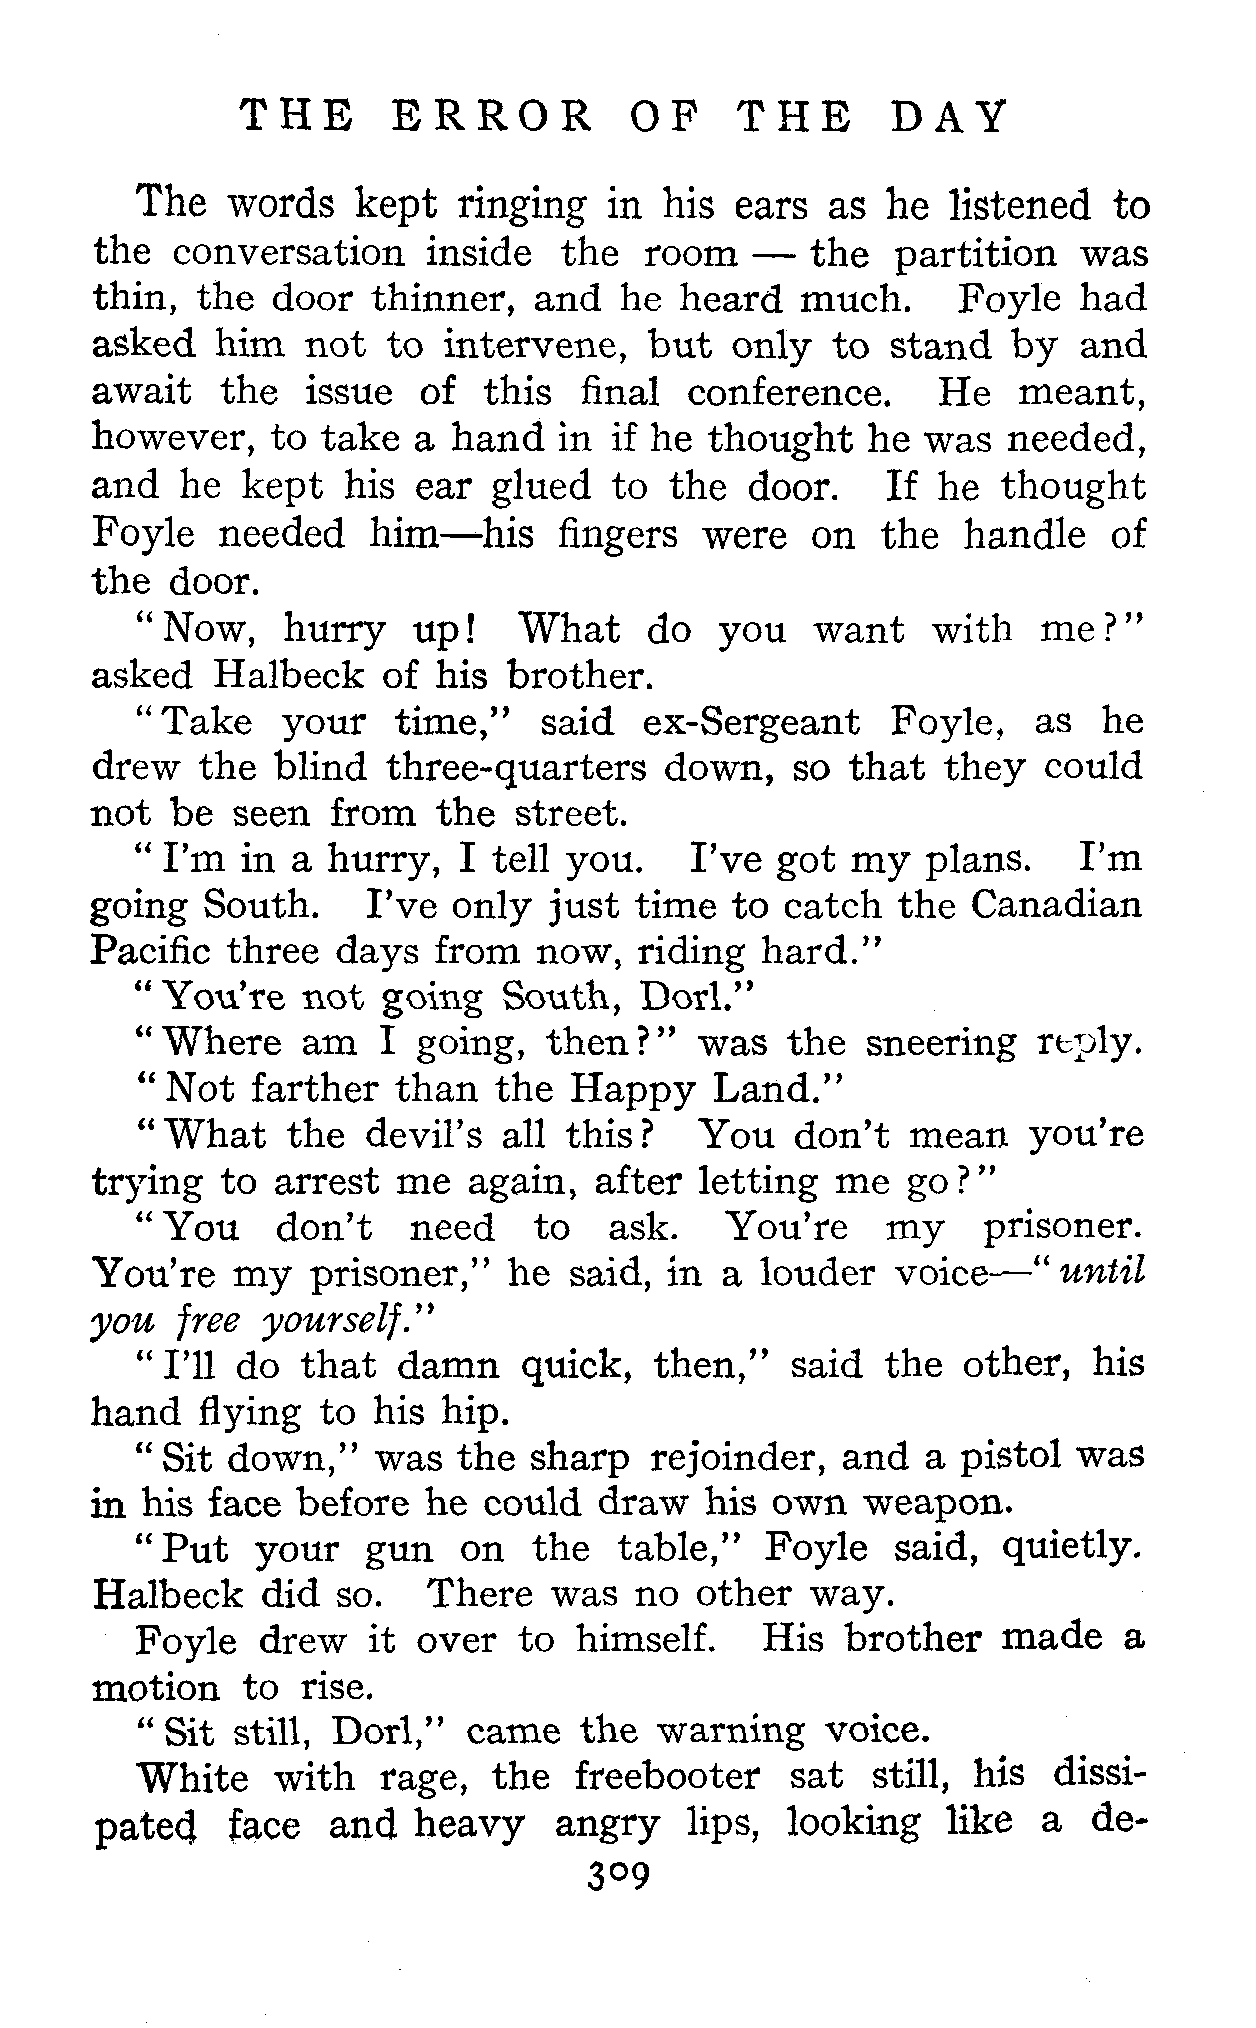 THE ERROR OF THE DAY
The words kept ringing in his ears as he listened to
the conversation inside the room — the partition was
thin, the door thinner, and he heard much. Foyle had
asked him not to intervene, but only to stand by and
await the issue of this final conference. He meant,
however, to take a hand in if he thought he was needed,
and he kept his ear glued to the door. If he thought
Foyle needed him—his fingers were on the handle of
the door.
"Now, hurry up! What do you want with me?"
asked Halbeck of his brother.
"Take your time," said ex-Sergeant Foyle, as he
drew the blind three-quarters down, so that they could
not be seen from the street.
"I'm in a hurry, I tell you. I've got my plans. I'm
going South. I've only just time to catch the Canadian
Pacific three days from now, riding hard."
"You're not going South, Dorl."
"Where am I going, then?" was the sneering reply.
"Not farther than the Happy Land."
"What the devil's all this? You don't mean you're
trying to arrest me again, after letting me go?"
"You don't need to ask. You're my prisoner.
You're my prisoner," he said, in a louder voice—"until
you free yourself."
"I'll do that damn quick, then," said the other, his
hand flying to his hip.
"Sit down," was the sharp rejoinder, and a pistol was
in his face before he could draw his own weapon.
"Put your gun on the table," Foyle said, quietly.
Halbeck did so. There was no other way.
Foyle drew it over to himself. His brother made a
motion to rise.
"Sit still, Dorl," came the warning voice.
White with rage, the freebooter sat still, his dissi-
pated face and heavy angry lips, looking like a de-
309